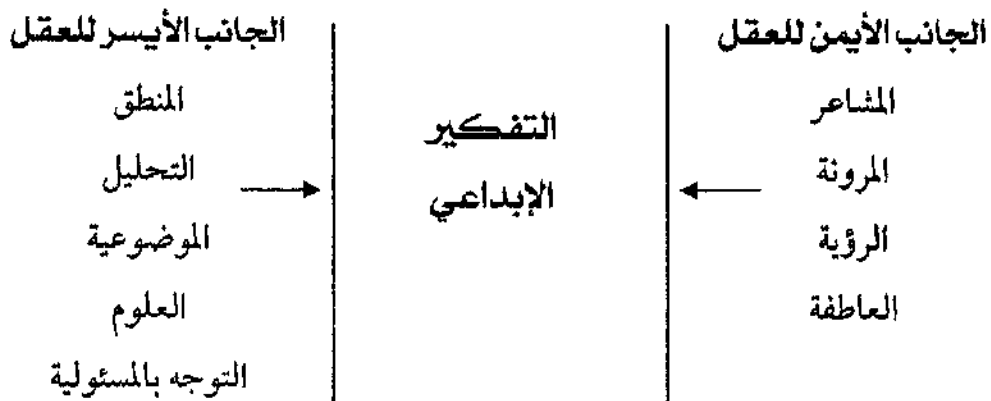 الجانب الأيمن للعقل
المشاعر
المرونة
الرؤية
العاطفة
التفكير
الإبداعي
الجانب الأيسر للعقل
المنطق
التحليل
الموضوعية
العلوم
التوجه بالمسئولية